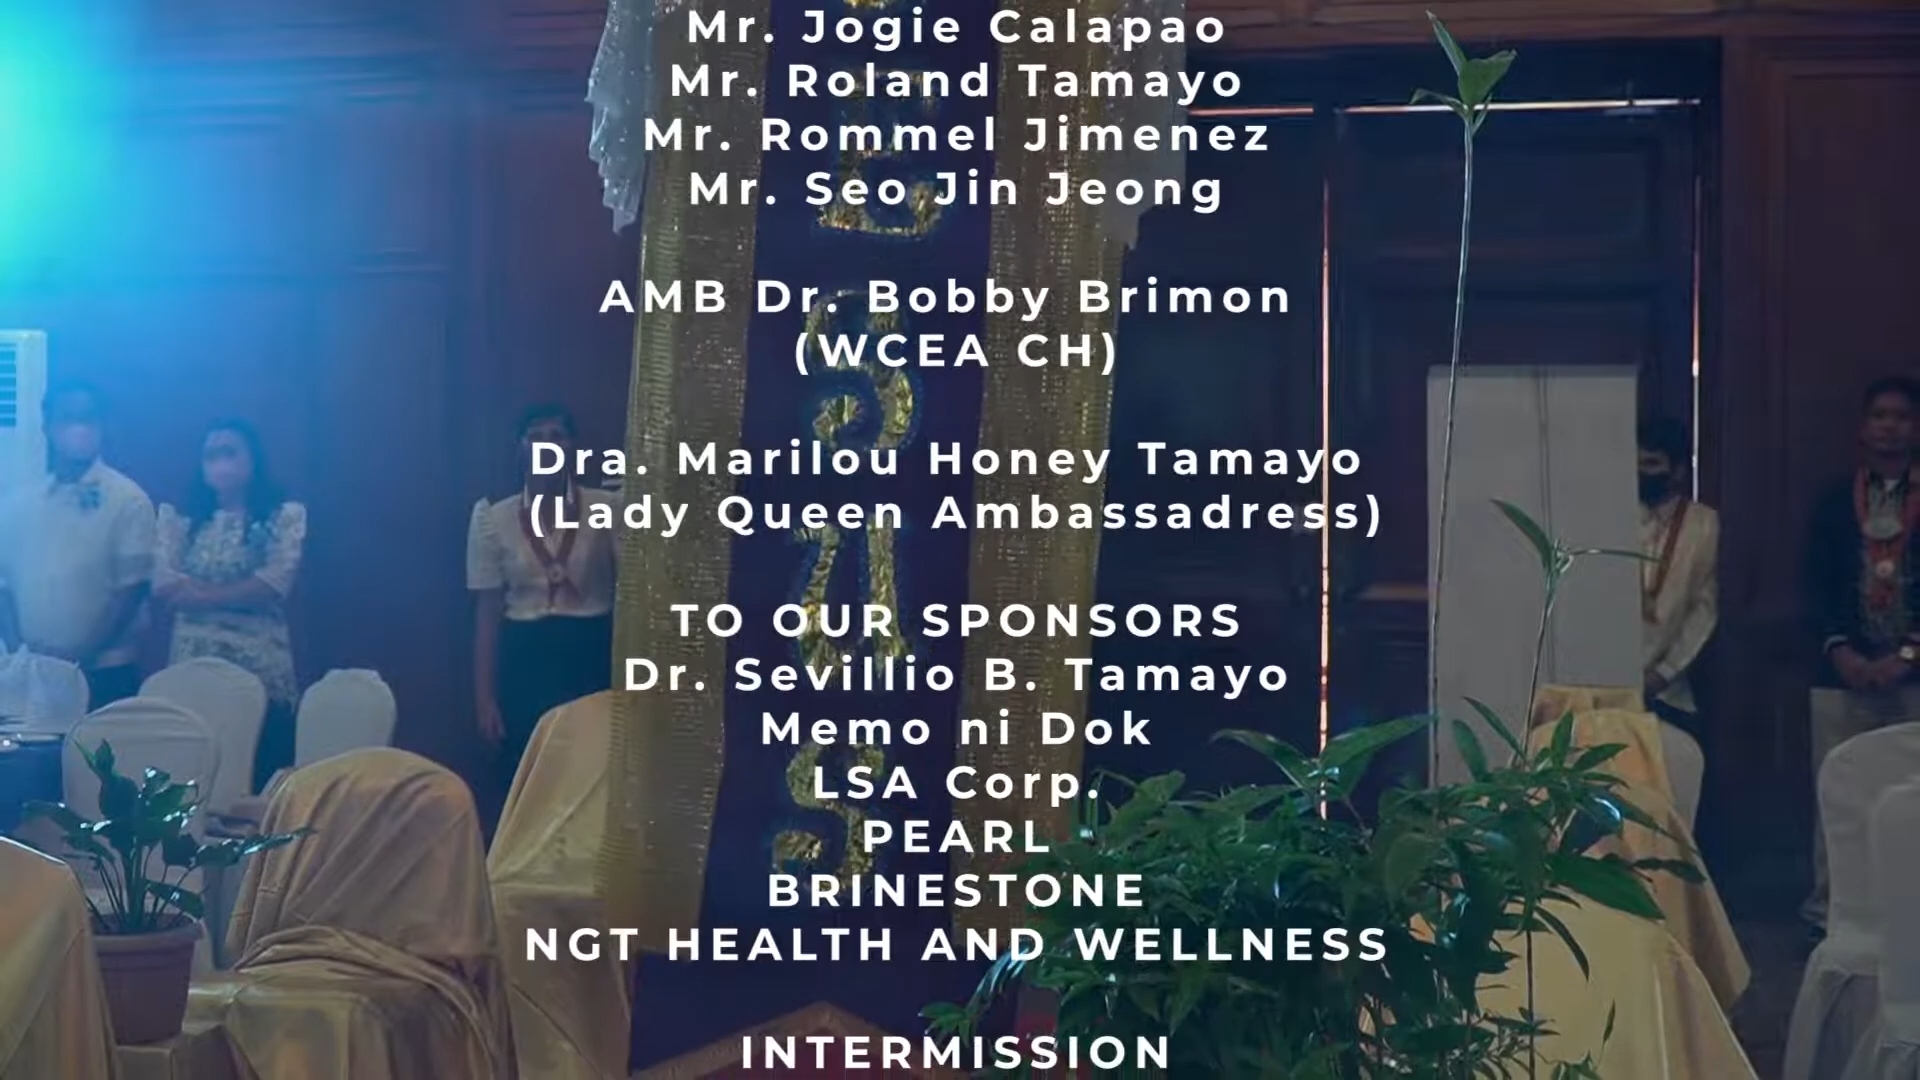 Mr. Jogie Calapao
Mr. Roland Tamayo
Mr. Rommel Jimenez
Mr. Seo Jin Jeong
AMB Dr. Bobby Brimon
(WCEA CH)
Dra. Marilou Honey Tamayo
(Lady Queen Ambassadress)
TO OUR SPONSORS
Dr. Sevillio B. Tamayo
Memo ni Dok
LSA Corp.
PEARL
BRINESTONE
NGT HEALTH AND WELLNESS
INTERMISSION